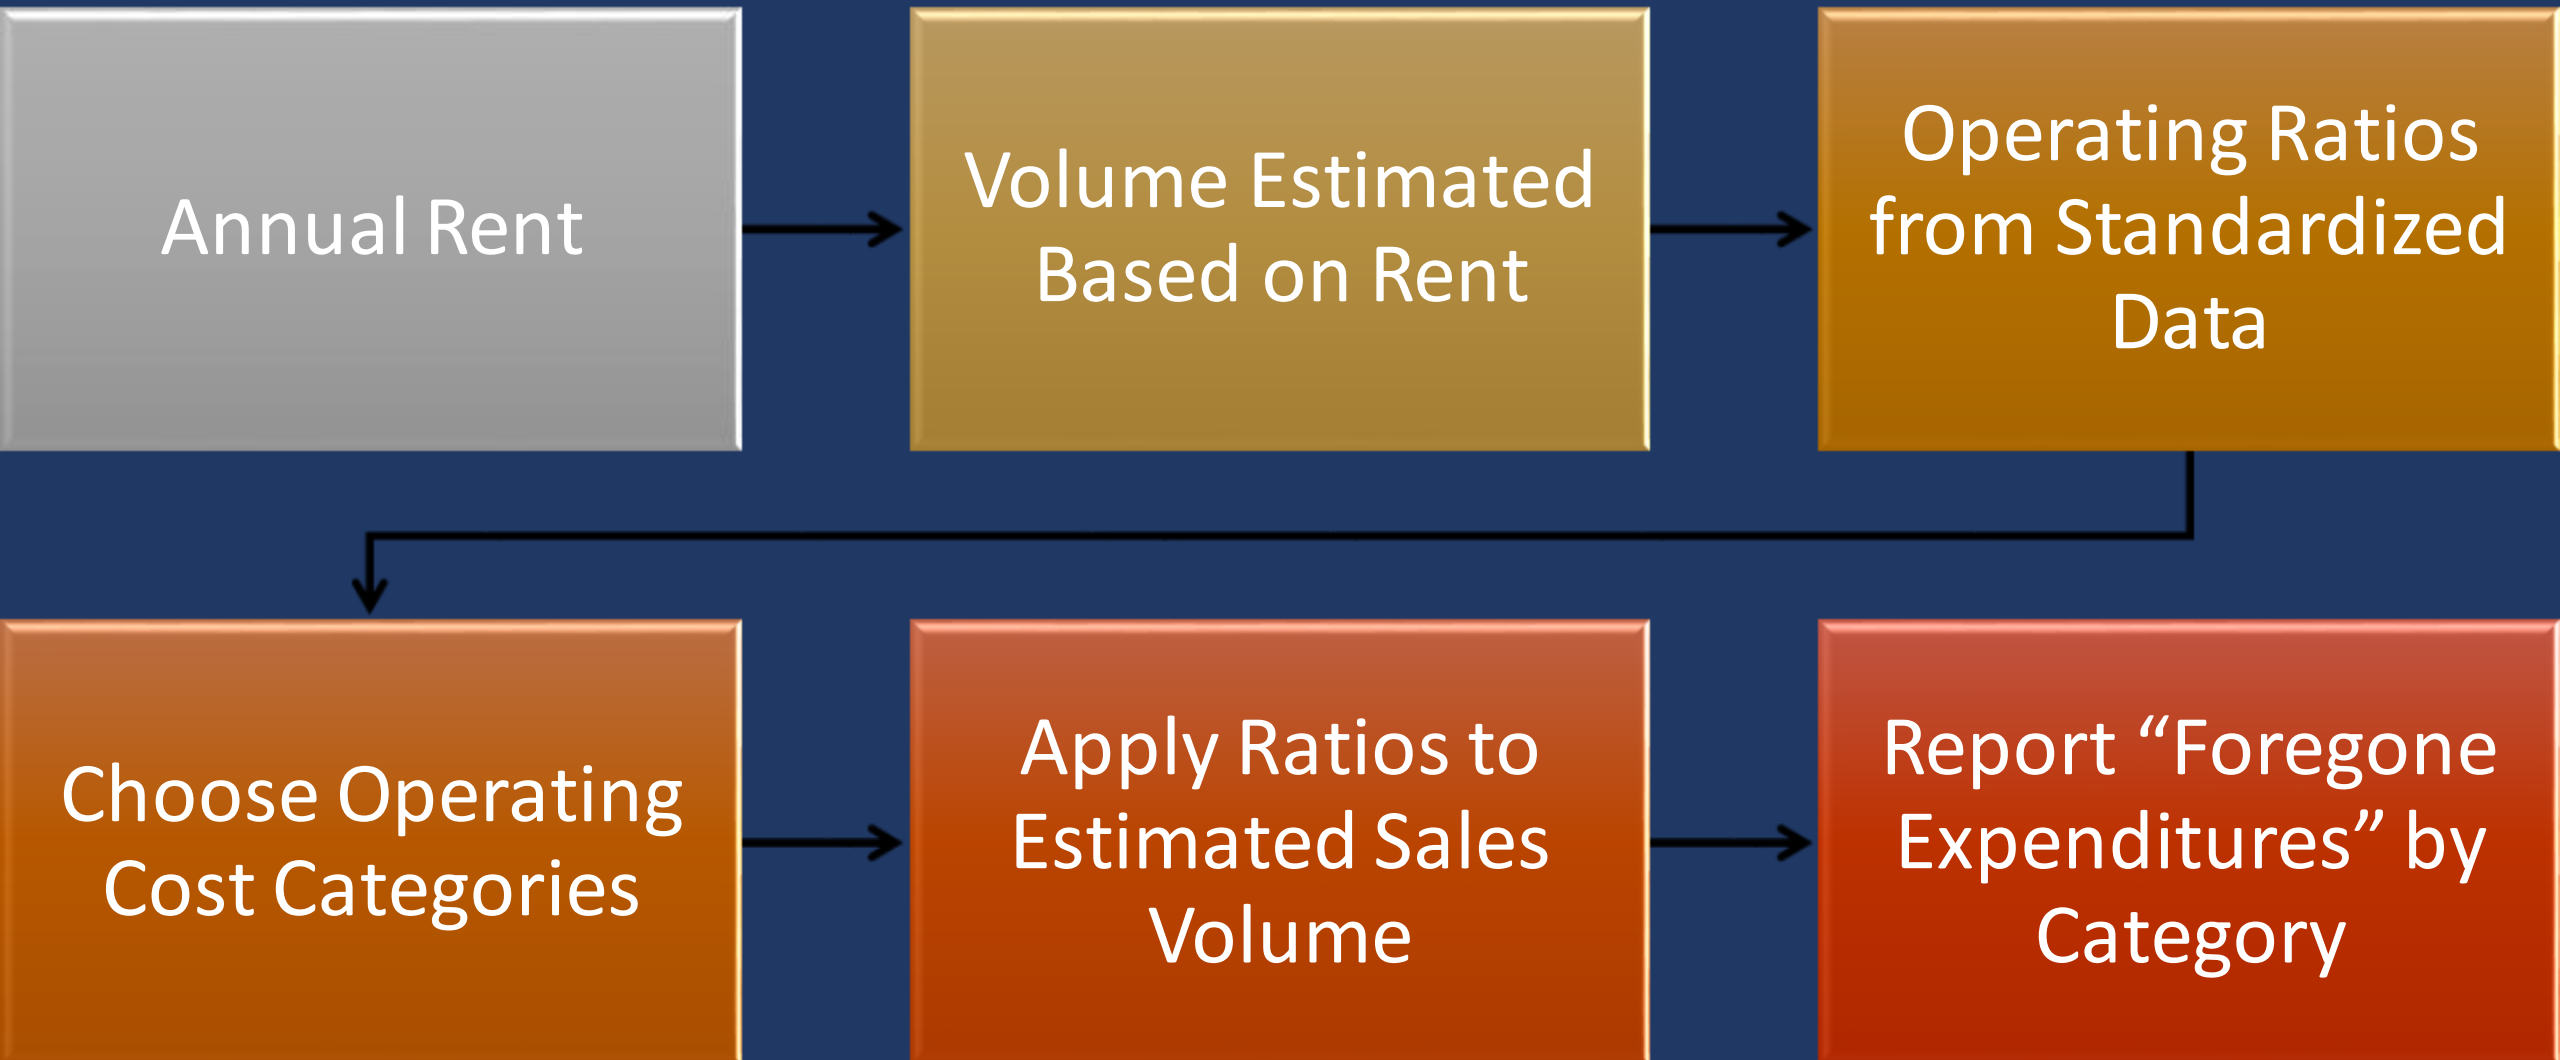 Annual Rent
Volume Estimated
Based on Rent
Operating Ratios
from Standardized
Data
Choose Operating
Cost Categories
Apply Ratios to
Estimated Sales
Volume
Report “Foregone
Expenditures” by
Category